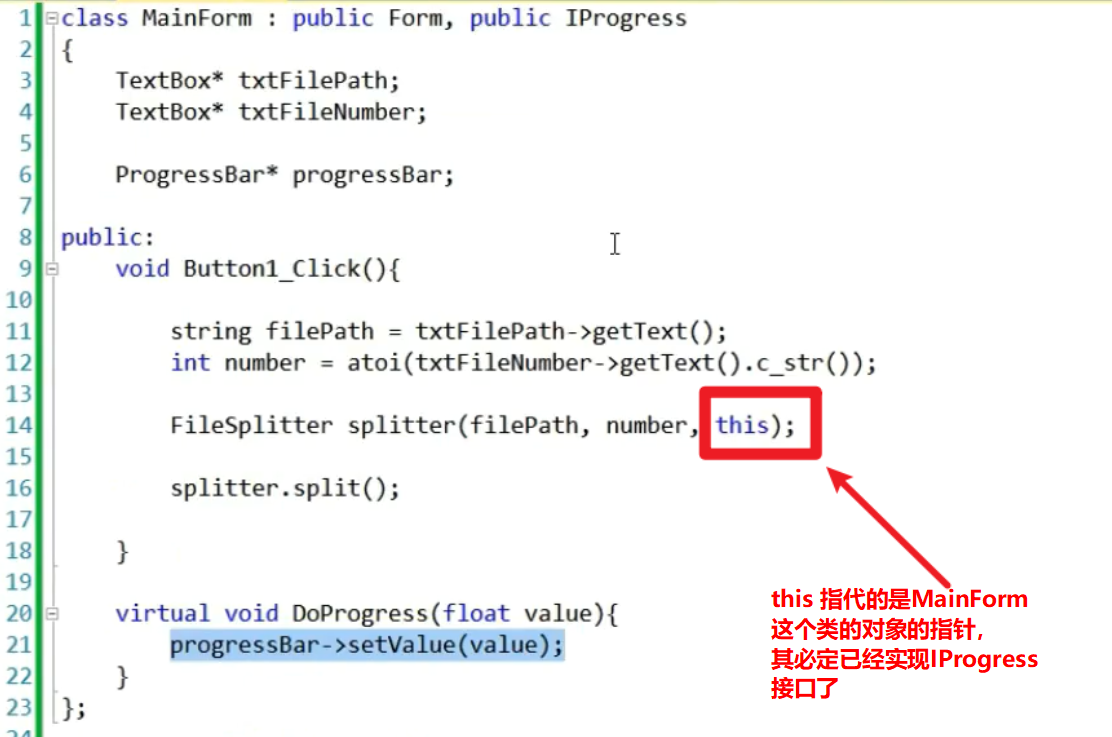 1 class MainForm : public Form, public IProgress
2 {
3 TextBox* txtFilePath;
4 TextBox* txtFileNumber;
5
6 ProgressBar* progressBar;
7
8 public:
9 void Button1_Click(){
10
11 string filePath = txtFilePath->getText();
12 int number = atoi(txtFileNumber->getText().c_str());
13
14 FileSplitter splitter(filePath, number, this);
15
16 splitter.split();
17
18 }
19
20 virtual void DoProgress(float value){
21 progressBar->setValue(value);
22 }
23 };
this 指代的是MainForm
这个类的对象的指针，
其必定已经实现IProgress
接口了